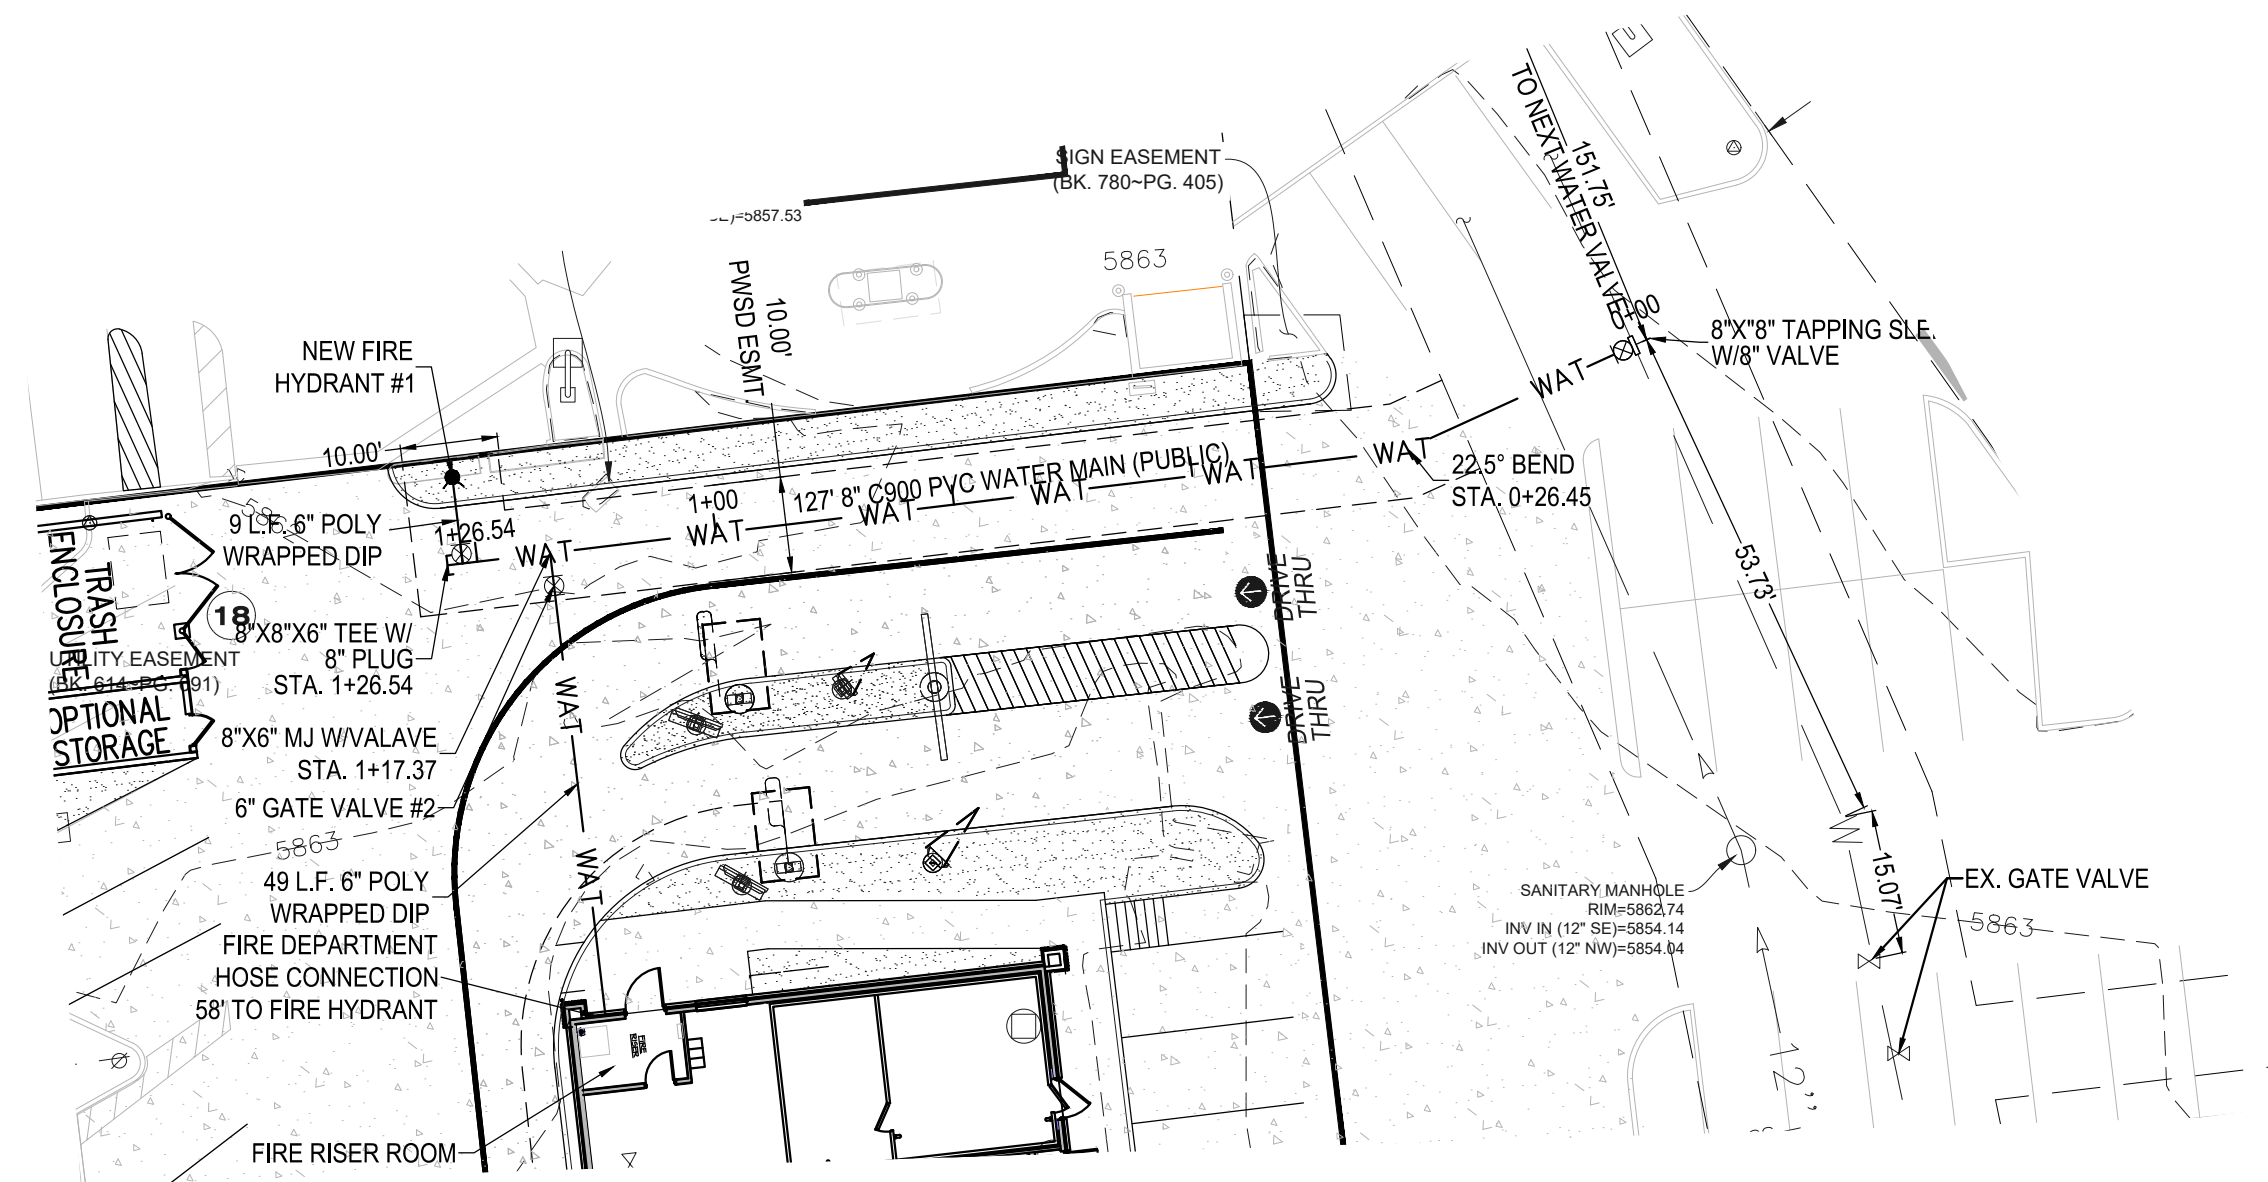 TO NEXT WATER VALVE
151.75'
SIGN EASEMENT
(BK. 780~PG. 405)
)=5857.53
5863
PWSD ESMT.
10.00'
0+00
8"X"8" TAPPING SLE
W/8" VALVE
NEW FIRE
HYDRANT #1
10.00'
WAT
WAT
22.5° BEND
STA. 0+26.45
127' 8" C900 PVC WATER MAIN (PUBLIC)
WAT
WAT
WAT
1+00
WAT
WAT
1+26.54
9 L.F. 6" POLY
WRAPPED DIP
TRASH
ENCLOSURE
18
8"X8"X6" TEE W/
8" PLUG
STA. 1+26.54
UTILITY EASEMENT
OPTIONAL
STORAGE
8"X6" MJ W/VALAVE
STA. 1+17.37
6" GATE VALVE #2
5863
WAT
WAT
DRIVE
THRU
DRIVE
THRU
53.73'
W
15.07'
EX. GATE VALVE
5863
SANITARY MANHOLE
RIM=5862.74
INV IN (12" SE)=5854.14
INV OUT (12" NW)=5854.04
12"
49 L.F. 6" POLY
WRAPPED DIP
FIRE DEPARTMENT
HOSE CONNECTION
58' TO FIRE HYDRANT
FIRE
RISER
FIRE RISER ROOM